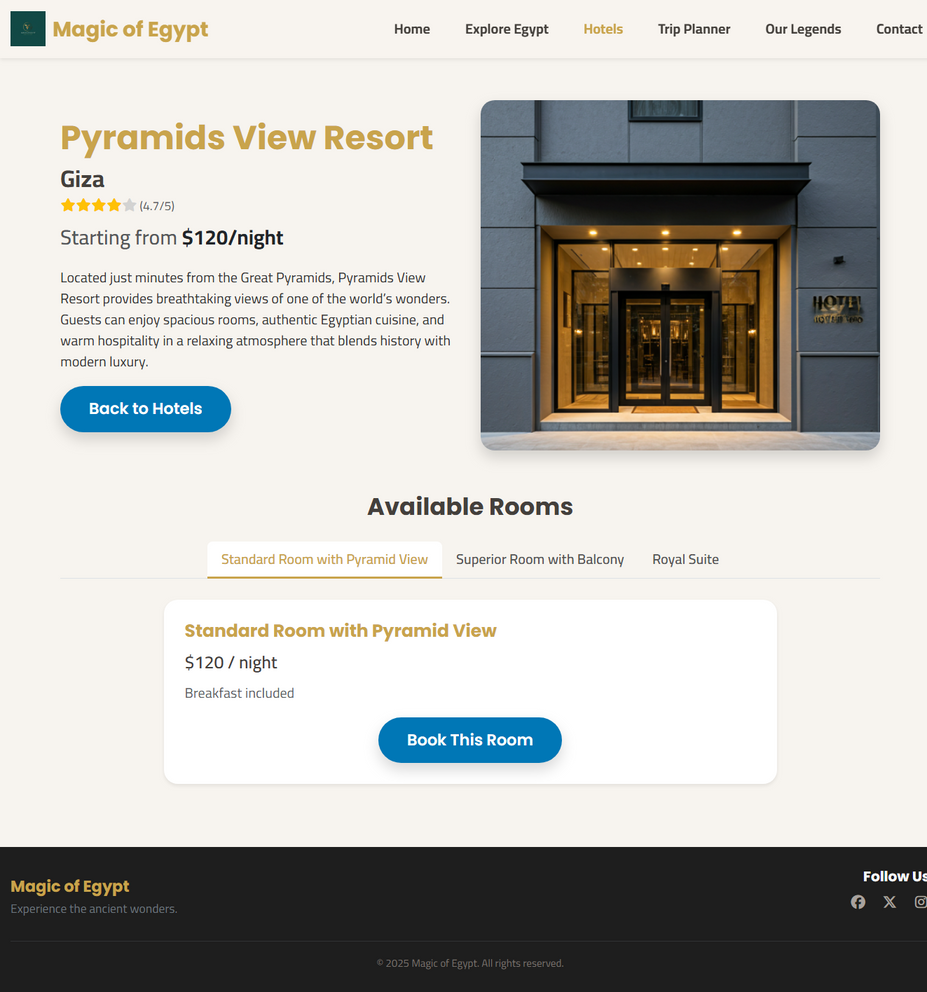 Magic of Egypt
Home Explore Egypt Hotels Trip Planner Our Legends Contact
Pyramids View Resort
Giza
(4.7/5)
Starting from $120/night
Located just minutes from the Great Pyramids, Pyramids View
Resort provides breathtaking views of one of the world's wonders.
Guests can enjoy spacious rooms, authentic Egyptian cuisine, and
warm hospitality in a relaxing atmosphere that blends history with
modern luxury.
Back to Hotels
HOTEL
Available Rooms
Standard Room with Pyramid View Superior Room with Balcony Royal Suite
Standard Room with Pyramid View
$120 / night
Breakfast included
Book This Room
Magic of Egypt
Experience the ancient wonders.
Follow Us
© 2025 Magic of Egypt. All rights reserved.